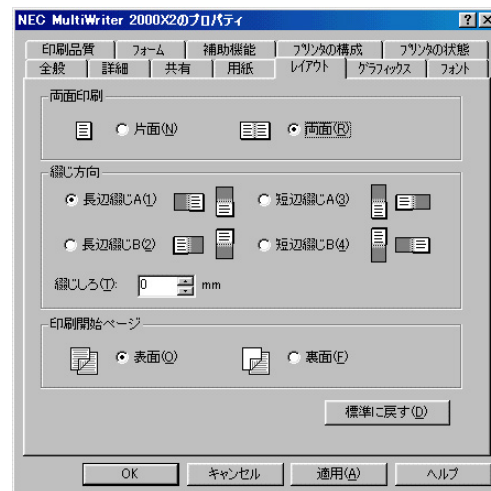 NEC MultiWriter 2000X2のプロパティ
印刷品質 フォーム 補助機能 プリンタの構成 プリンタの状態
全般 詳細 共有 用紙 レイアウト グラフィックス フォント
両面印刷
片面(N) 両面(R)
綴じ方向
長辺綴じA(1) 短辺綴じA(3)
長辺綴じB(2) 短辺綴じB(4)
綴じしろ(T): 0 mm
印刷開始ページ
表面(O) 裏面(F)
標準に戻す(D)
OK キャンセル 適用(A) ヘルプ